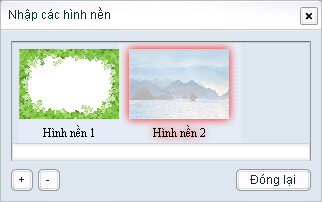 Nhập các hình nền
Hình nền 1
Hình nền 2
+
-
Đóng lại